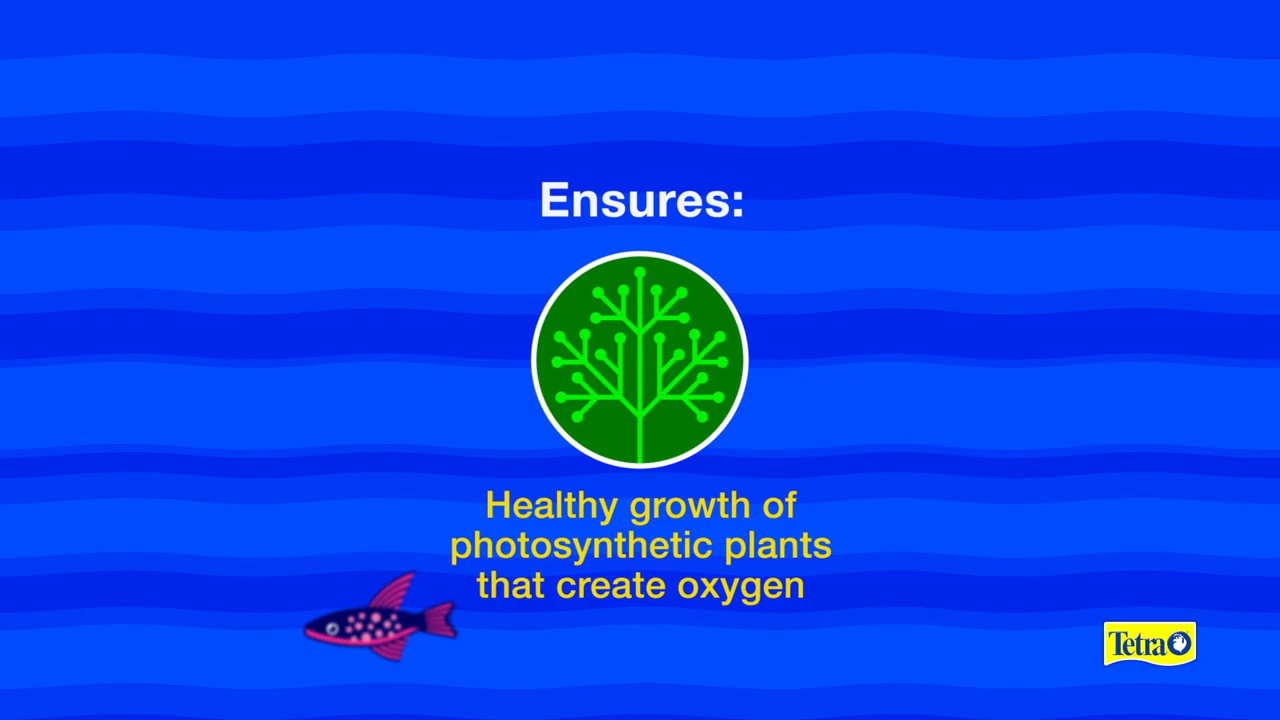 Ensures:
Healthy growth of
photosynthetic plants
that create oxygen
Tetra